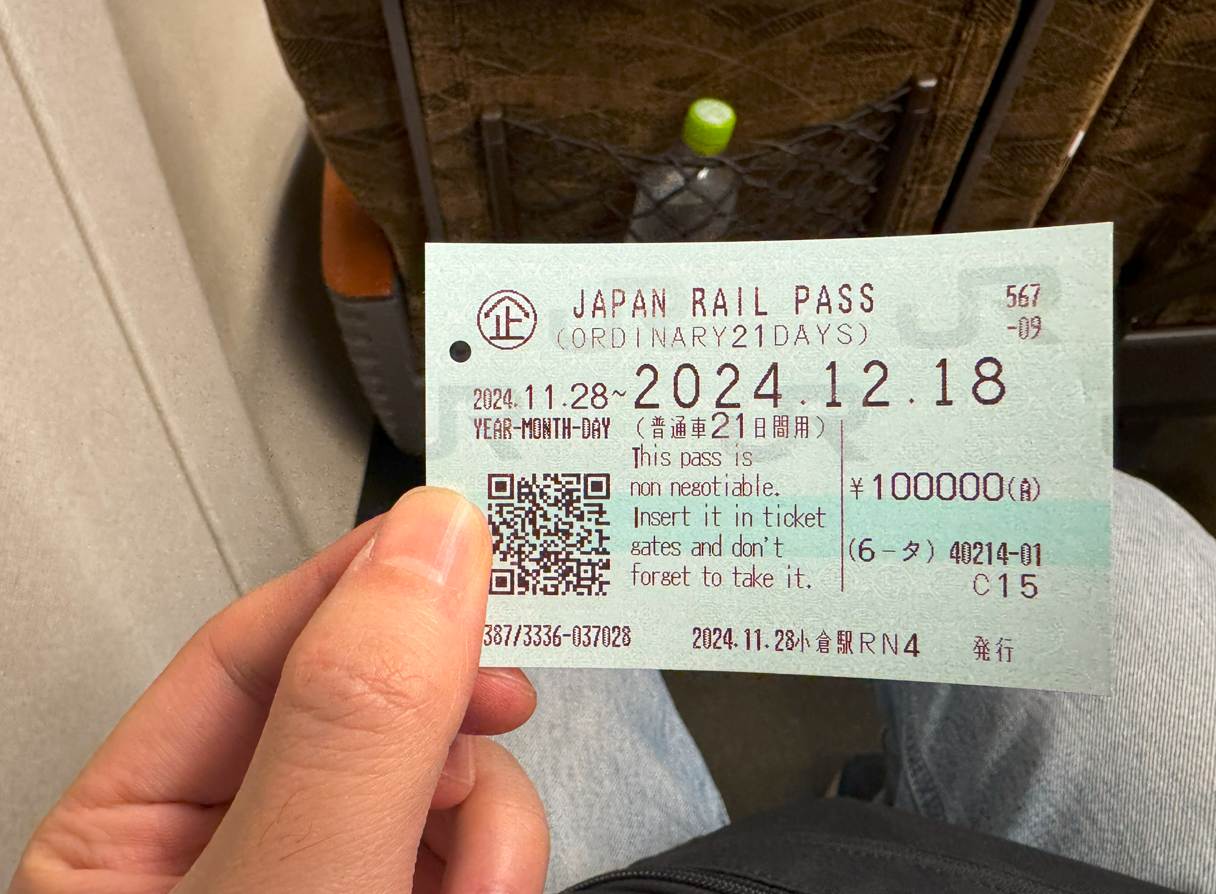 企 JAPAN RAIL PASS
567
(ORDINARY21DAYS)
-09
2024.11.28~2024.12.18
YEAR-MONTH-DAY (普通車21日間用)
This pass is
non negotiable.
¥100000(A)
Insert it in ticket
gates and don't
(6-タ) 40214-01
forget to take it.
C15
387/3336-037028
2024.11.28小倉駅RN4 発行
JR